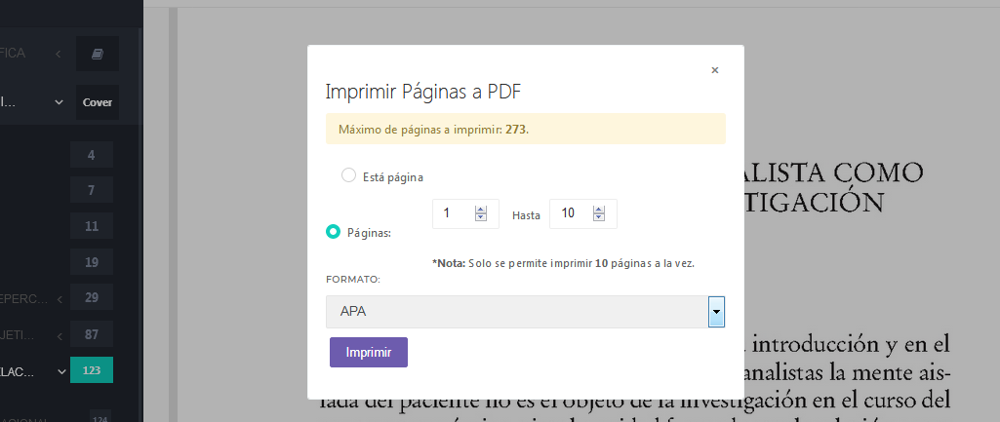 FICA
I...
Cover
4
7
11
19
EPERC...
29
OJETI...
87
ELAC...
123
124
×
Imprimir Páginas a PDF
Máximo de páginas a imprimir: 273.
Está página
Páginas:
1
Hasta
10
*Nota: Solo se permite imprimir 10 páginas a la vez.
FORMATO:
APA
Imprimir
ALISTA COMO
TIGACIÓN
introducción y en el
analistas la mente ais-
lada del paciente no es el objeto de la investigación en el curso del